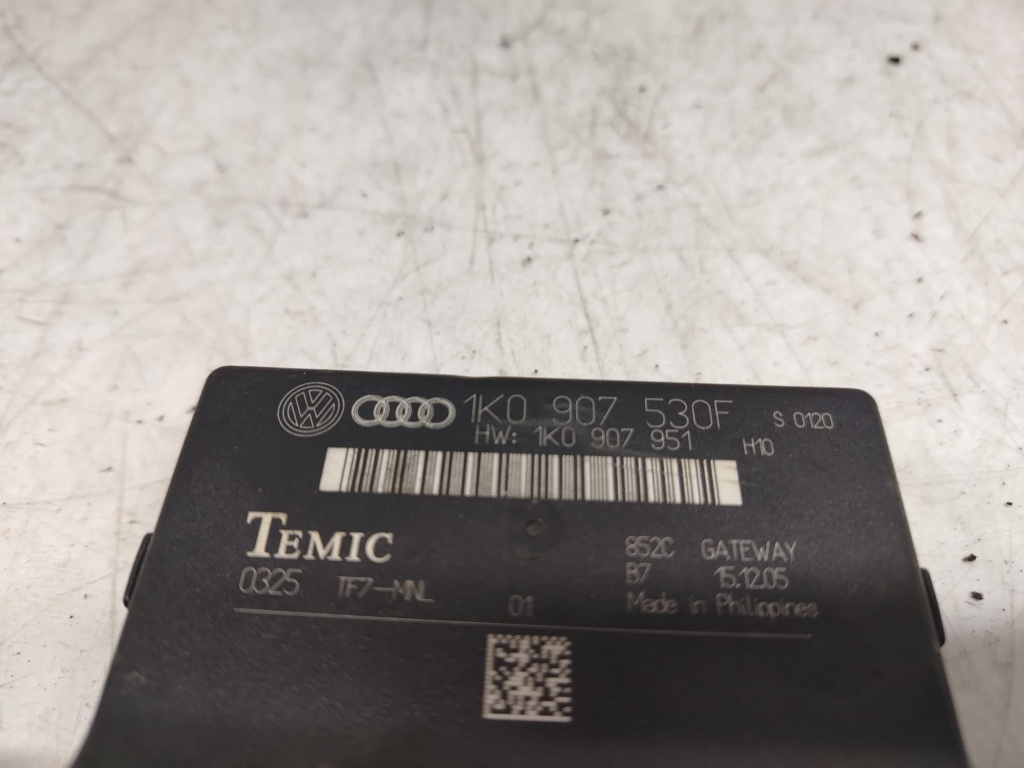 1K0 907 530F S 0120
HW: 1K0 907 951 H10
TEMIC
852C GATEWAY
0325 TF7-MNL
B7 15.12.05
01 Made in Philippines